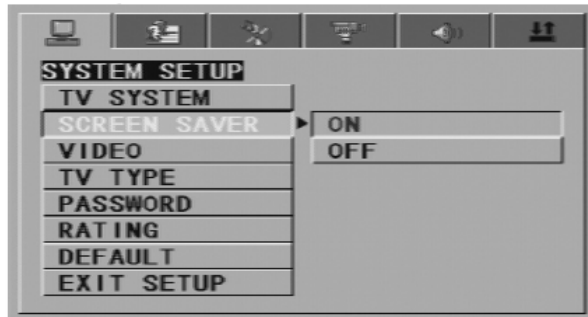 SYSTEM SETUP
TV SYSTEM
SCREEN SAVER
ON
VIDEO
OFF
TV TYPE
PASSWORD
RATING
DEFAULT
EXIT SETUP